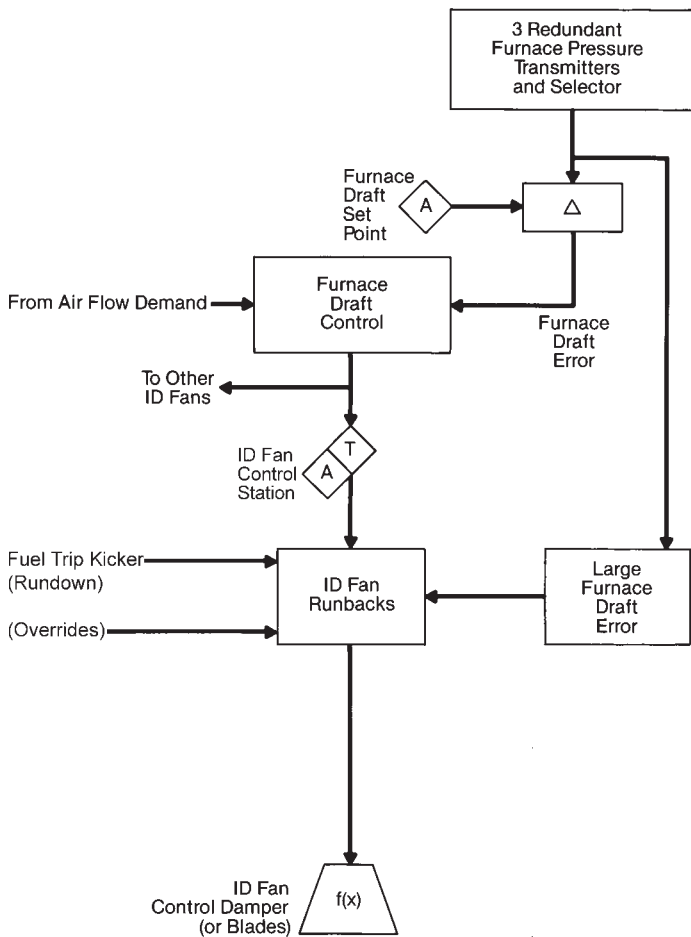 3 Redundant
Furnace Pressure
Transmitters
and Selector
Furnace
Draft
Set
Point
A
Δ
From Air Flow Demand
Furnace
Draft
Control
Furnace
Draft
Error
To Other
ID Fans
ID Fan
Control
Station
T
A
Fuel Trip Kicker
(Rundown)
(Overrides)
ID Fan
Runbacks
Large
Furnace
Draft
Error
ID Fan
Control Damper
(or Blades)
f(x)